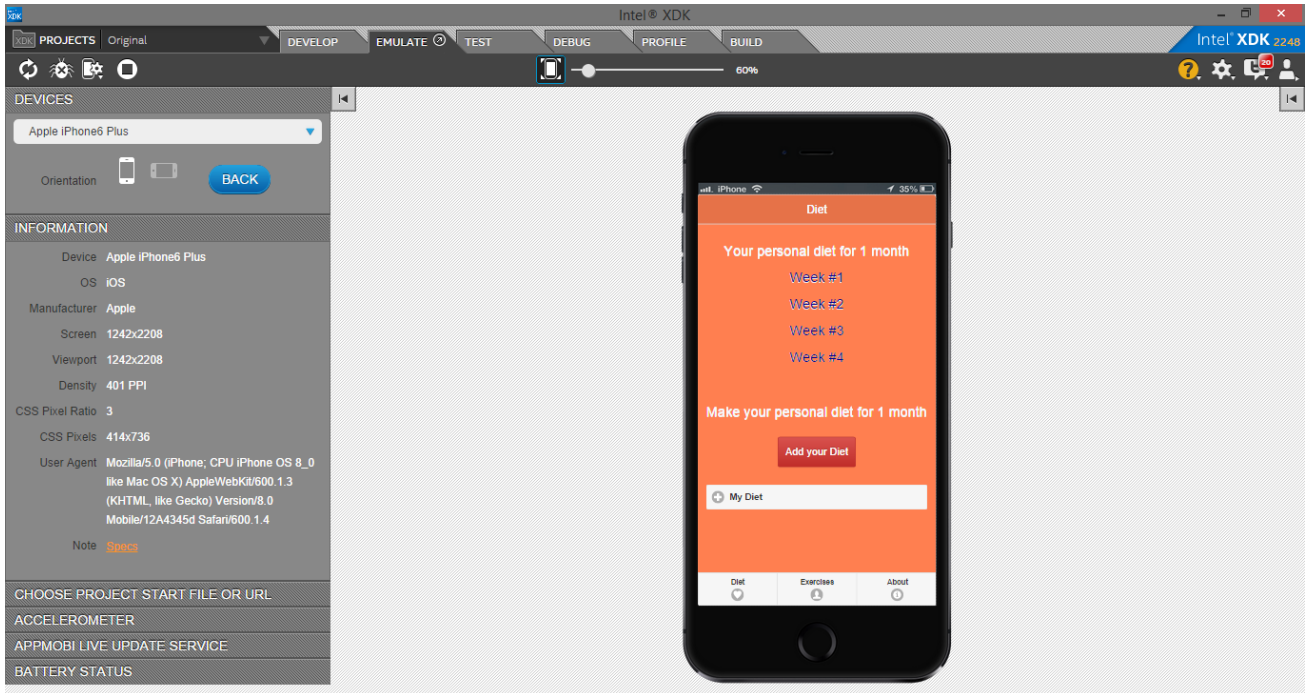 XDK
Intel® XDK
XDK PROJECTS Original
DEVELOP
EMULATE
TEST
DEBUG
PROFILE
BUILD
Intel® XDK 2248
60%
?
20
DEVICES
Apple iPhone6 Plus
Orientation
BACK
INFORMATION
Device Apple iPhone6 Plus
OS iOS
Manufacturer Apple
Screen 1242x2208
Viewport 1242x2208
Density 401 PPI
CSS Pixel Ratio 3
CSS Pixels 414x736
User Agent Mozilla/5.0 (iPhone; CPU iPhone OS 8_0
like Mac OS X) AppleWebKit/600.1.3
(KHTML, like Gecko) Version/8.0
Mobile/12A4345d Safari/600.1.4
Note Specs
CHOOSE PROJECT START FILE OR URL
ACCELEROMETER
APPMOBI LIVE UPDATE SERVICE
BATTERY STATUS
iPhone 35%
Diet
Your personal diet for 1 month
Week #1
Week #2
Week #3
Week #4
Make your personal diet for 1 month
Add your Diet
My Diet
Diet
Exercises
About